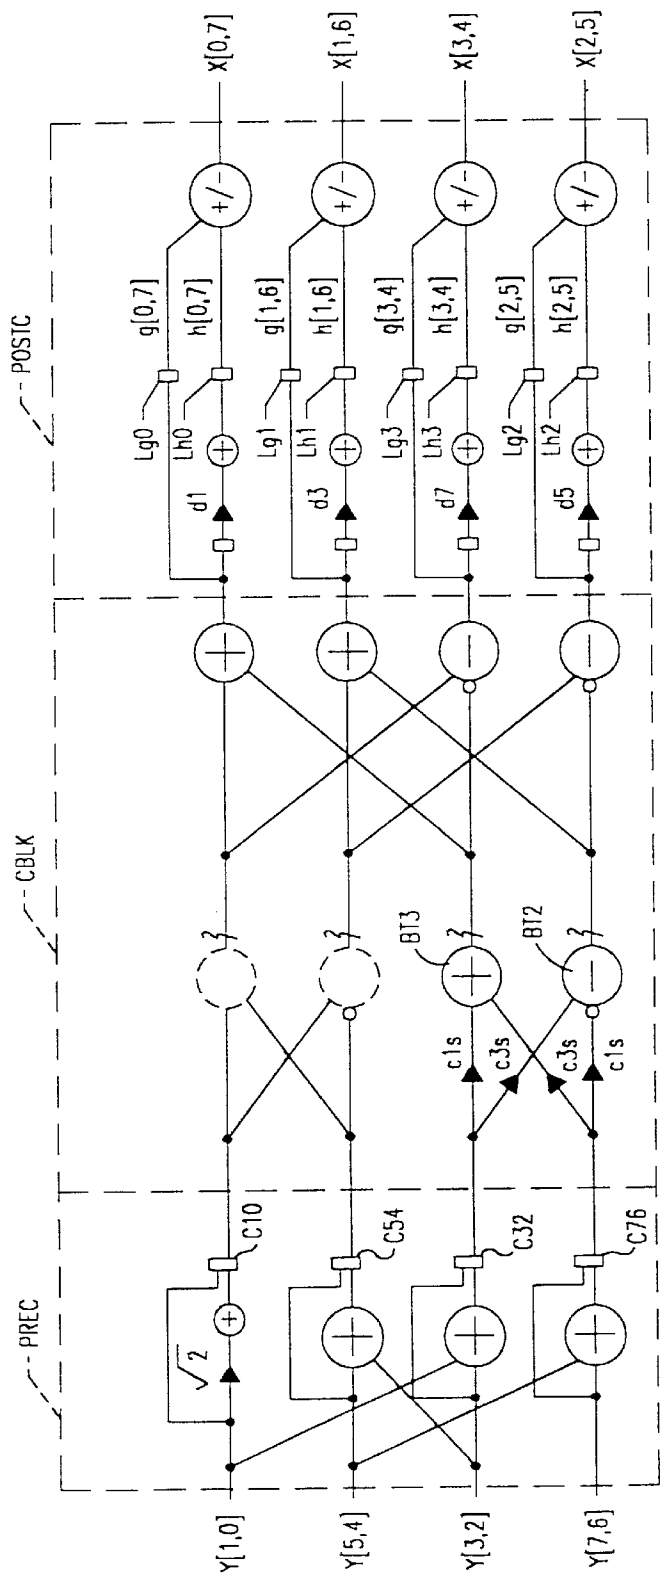 PREC
CBLK
POSTC
Y[1,0]
√2
+
C10
d1
+
Lg0
Lh0
g[0,7]
h[0,7]
+/-
X[0,7]
Y[5,4]
+
C54
+
d3
+
Lg1
Lh1
g[1,6]
h[1,6]
+/-
X[1,6]
Y[3,2]
+
C32
c1s
c3s
BT3
+
−
d7
+
Lg3
Lh3
g[3,4]
h[3,4]
+/-
X[3,4]
Y[7,6]
+
C76
c3s
c1s
BT2
−
−
d5
+
Lg2
Lh2
g[2,5]
h[2,5]
+/-
X[2,5]